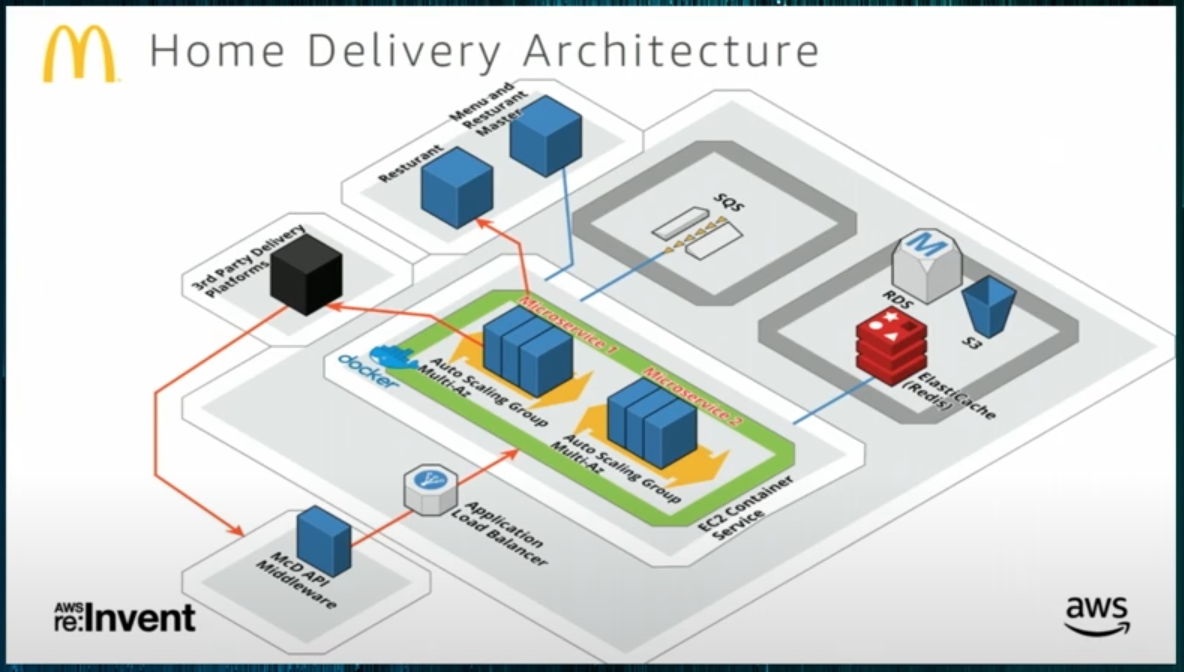 Home Delivery Architecture
Menu and
Resturant
Master
Resturant
SQS
3rd Party Delivery
Platforms
RDS
S3
ElastiCache
(Redis)
docker
Microservice 1
Auto Scaling Group
Multi-Az
Microservice 2
Auto Scaling Group
Multi-Az
EC2 Container
Service
Application
Load Balancer
McD API
Middleware
AWS
re:Invent
aws